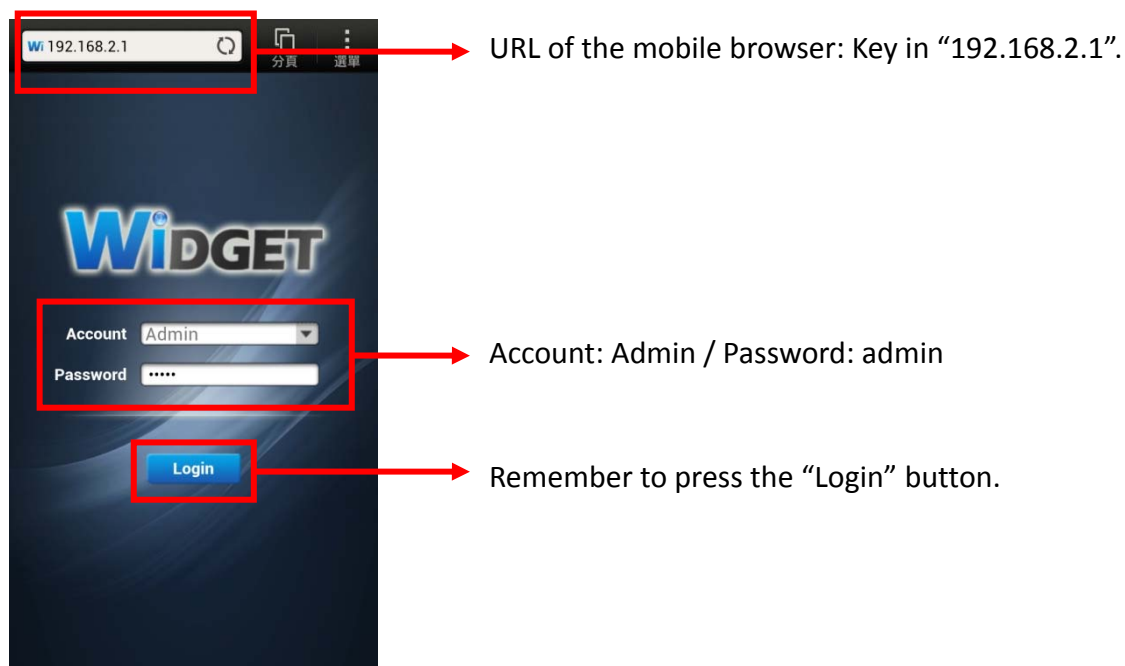 Wi 192.168.2.1
分頁
選單
URL of the mobile browser: Key in “192.168.2.1”.
WiDGET
Account Admin
Password •••••
Account: Admin / Password: admin
Login
Remember to press the “Login” button.